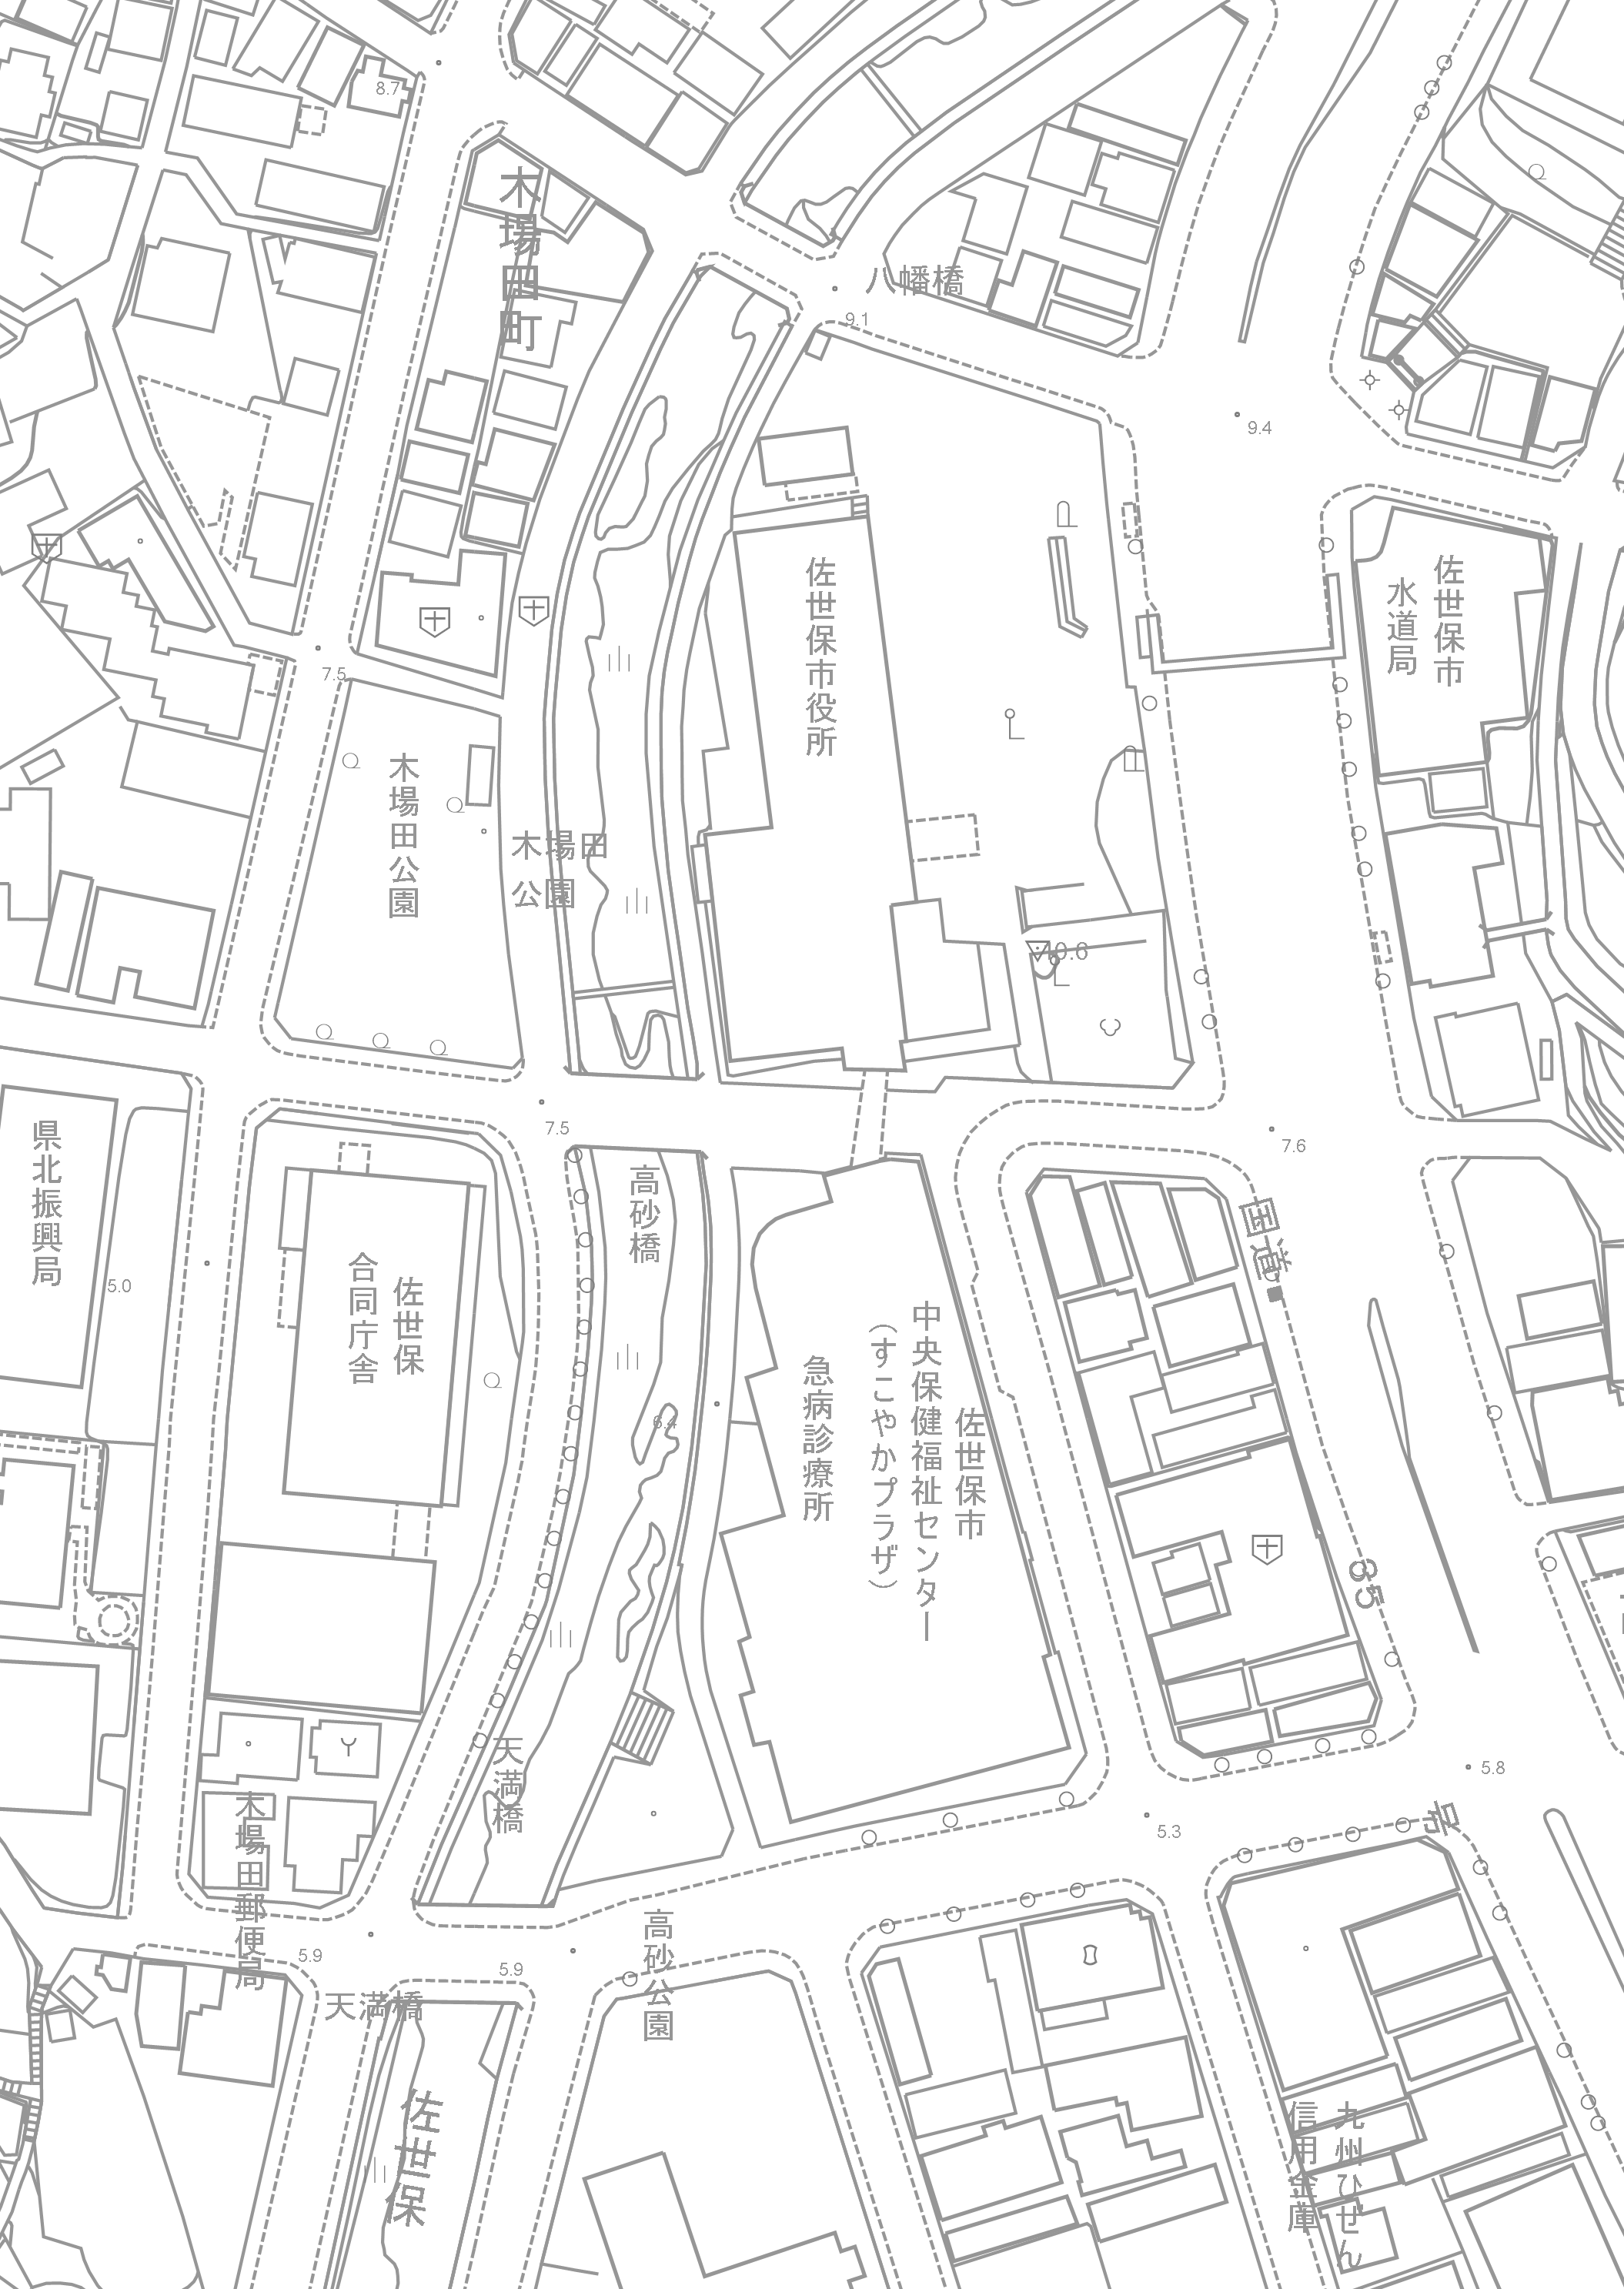 8.7
木場田町
八幡橋
9.1
9.4
佐世保市役所
佐世保市
水道局
7.5
木場田公園
木場田
公園
40.6
7.5
7.6
県北振興局
5.0
佐世保
合同庁舎
高砂橋
国道
35
号
6.4
佐世保市
中央保健福祉センター
(すこやかプラザ)
急病診療所
天満橋
5.8
5.3
木場田郵便局
5.9
5.9
高砂公園
天満橋
佐世保
九州ひぜん
信用金庫